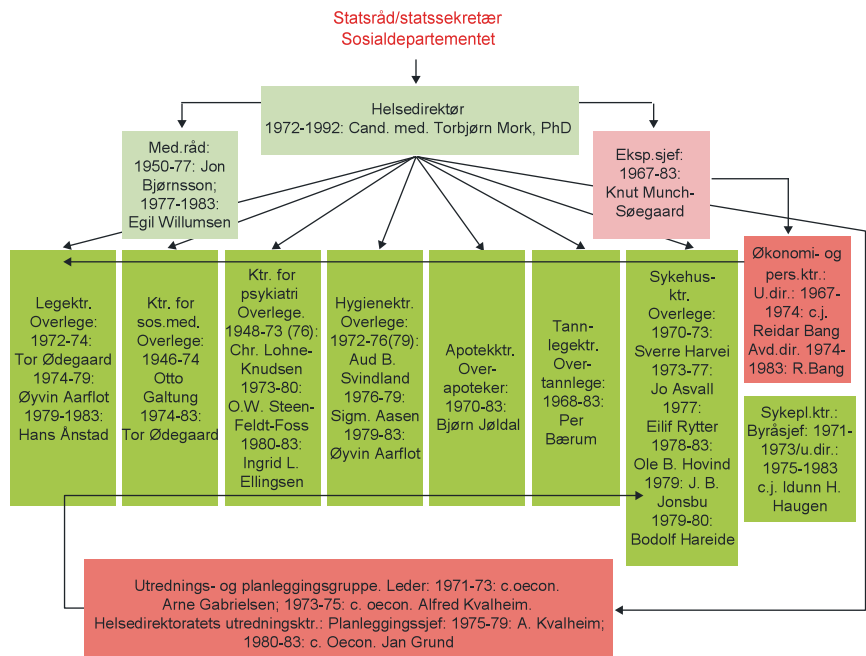 Statsråd/statssekretær
Sosialdepartementet
Helsedirektør
1972-1992: Cand. med. Torbjørn Mork, PhD
Med.råd:
1950-77: Jon
Bjørnsson;
1977-1983:
Egil Willumsen
Eksp.sjef:
1967-83:
Knut Munch-
Søegaard
Legektr.
Overlege:
1972-74:
Tor Ødegaard
1974-79:
Øyvin Aarflot
1979-1983:
Hans Ånstad
Ktr. for
sos.med.
Overlege:
1946-74
Otto
Galtung
1974-83:
Tor Ødegaard
Ktr. for
psykiatri
Overlege.
1948-73 (76):
Chr. Lohne-
Knudsen
1973-80:
O.W. Steen-
Feldt-Foss
1980-83:
Ingrid L.
Ellingsen
Hygienektr.
Overlege:
1972-76(79):
Aud B.
Svindland
1976-79:
Sigm. Aasen
1979-83:
Øyvin Aarflot
Apotekktr.
Over-
apoteker:
1970-83:
Bjørn Jøldal
Tann-
legektr.
Over-
tannlege:
1968-83:
Per
Bærum
Sykehus-
ktr.
Overlege:
1970-73:
Sverre Harvei
1973-77:
Jo Asvall
1977:
Eilif Rytter
1978-83:
Ole B. Hovind
1979: J. B.
Jonsbu
1979-80:
Bodolf Hareide
Økonomi- og
pers.ktr.:
U.dir.: 1967-
1974: c.j.
Reidar Bang
Avd.dir. 1974-
1983: R.Bang
Sykepl.ktr.:
Byråsjef: 1971-
1973/u.dir.:
1975-1983
c.j. Idunn H.
Haugen
Utrednings- og planleggingsgruppe. Leder: 1971-73: c.oecon.
Arne Gabrielsen; 1973-75: c. oecon. Alfred Kvalheim.
Helsedirektoratets utredningsktr.: Planleggingssjef: 1975-79: A. Kvalheim;
1980-83: c. Oecon. Jan Grund